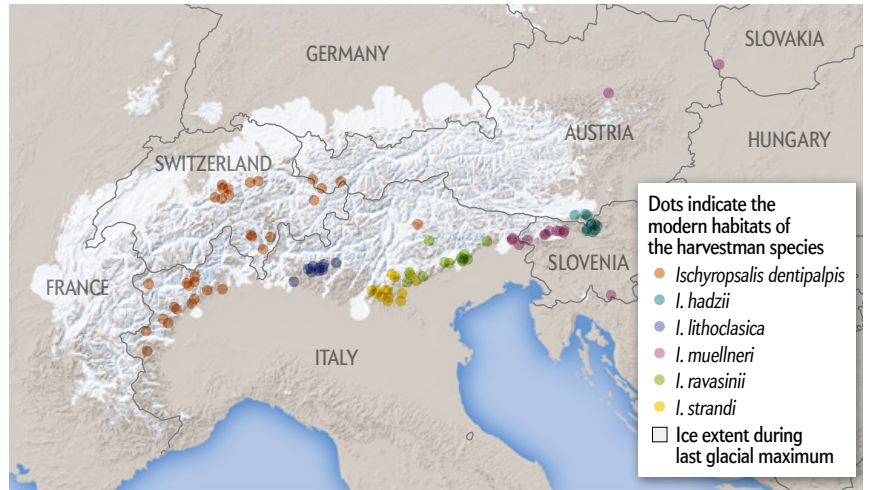 GERMANY
SLOVAKIA
AUSTRIA
HUNGARY
SWITZERLAND
FRANCE
SLOVENIA
ITALY
Dots indicate the
modern habitats of
the harvestman species
Ischyropsalis dentipalpis
I. hadzii
I. lithoclasica
I. muellneri
I. ravasinii
I. strandi
Ice extent during
last glacial maximum